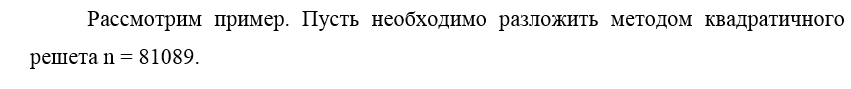 Рассмотрим пример. Пусть необходимо разложить методом квадратичного
решета n = 81089.